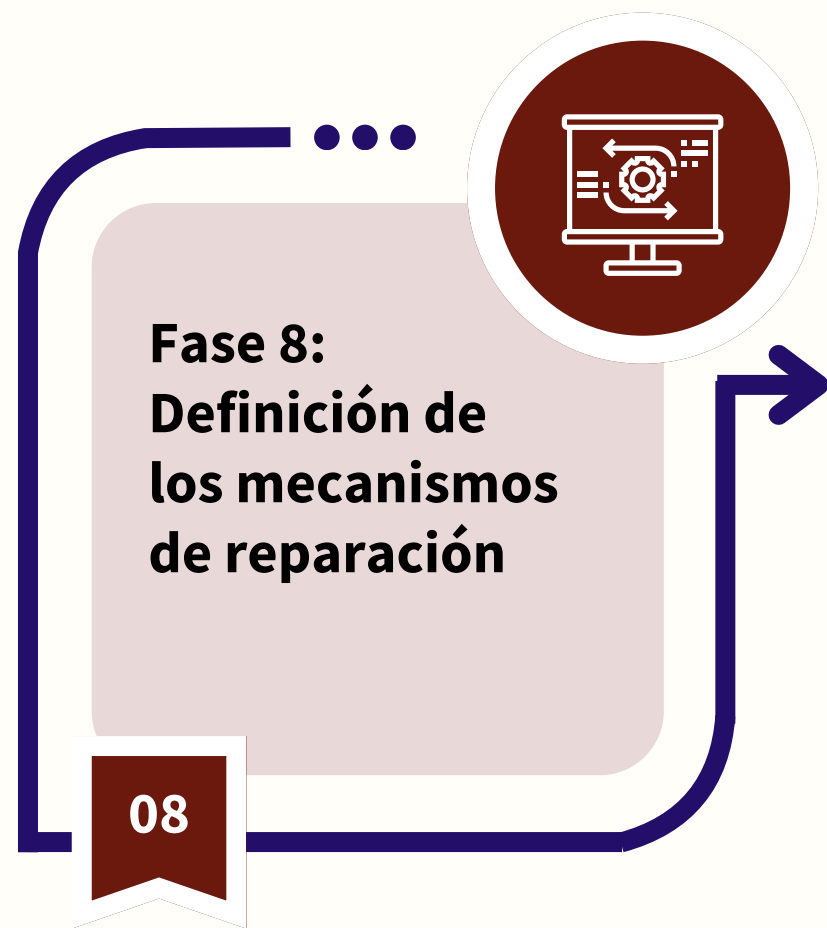 Fase 8:
Definición de
los mecanismos
de reparación
08